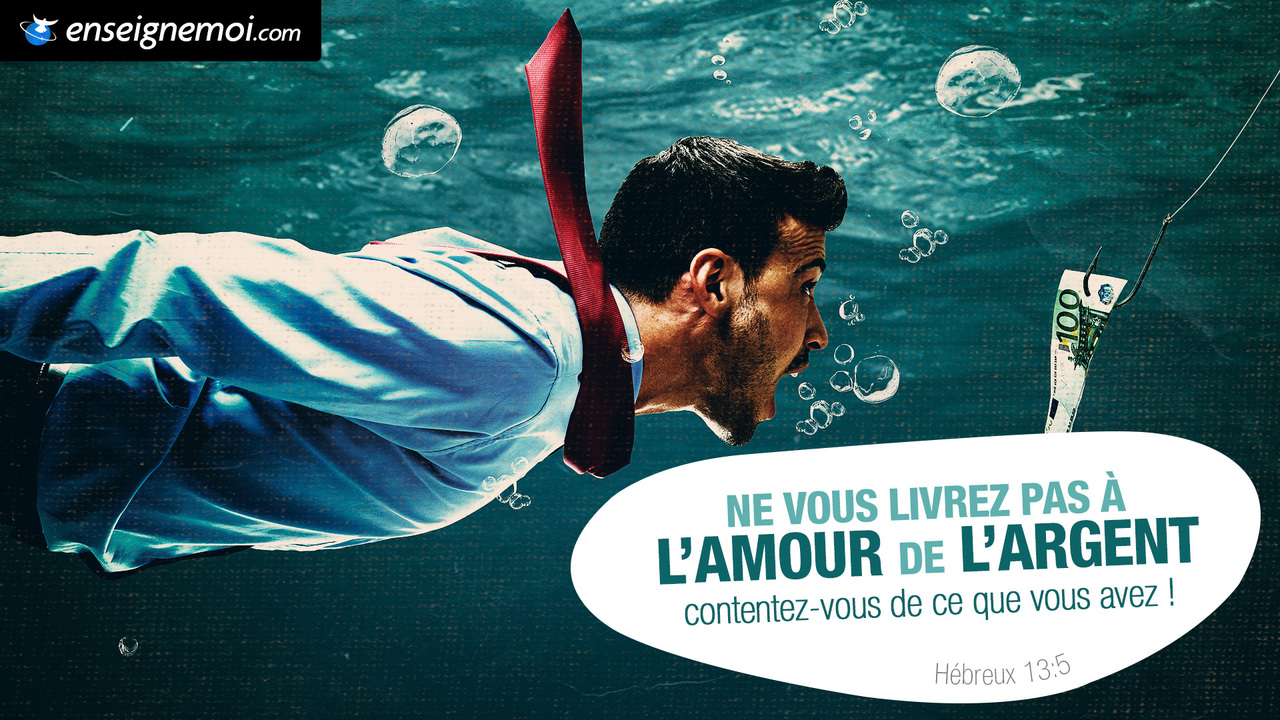 enseignemoi.com
100
NE VOUS LIVREZ PAS À
L'AMOUR DE L'ARGENT
contentez-vous de ce que vous avez !
Hébreux 13:5